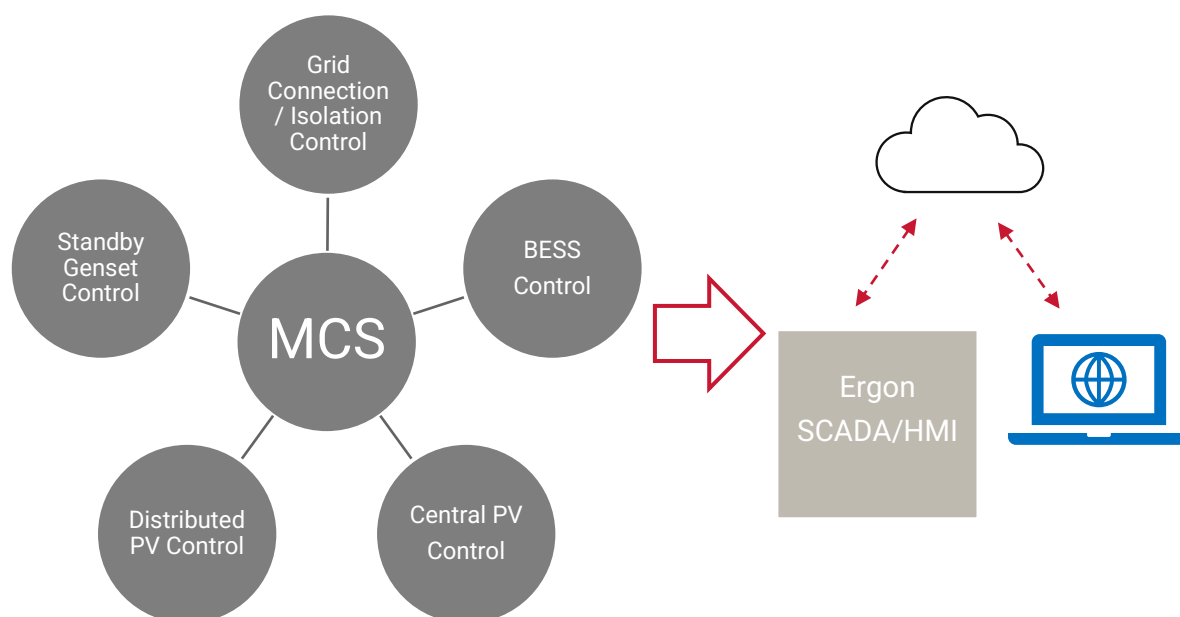 Grid
Connection
/ Isolation
Control
Standby
Genset
Control
BESS
Control
MCS
Distributed
PV Control
Central PV
Control
Ergon
SCADA/HMI